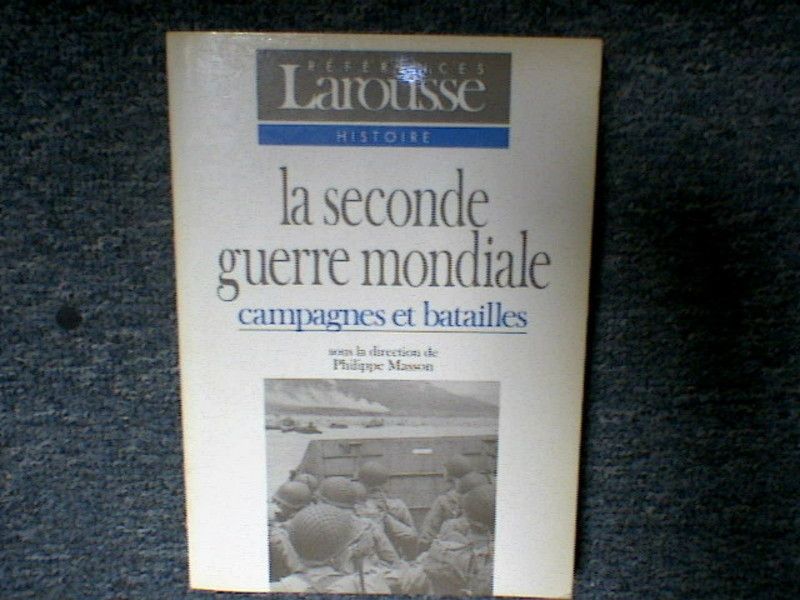 RÉFÉRENCES
Larousse
HISTOIRE
la seconde
guerre mondiale
campagnes et batailles
sous la direction de
Philippe Masson